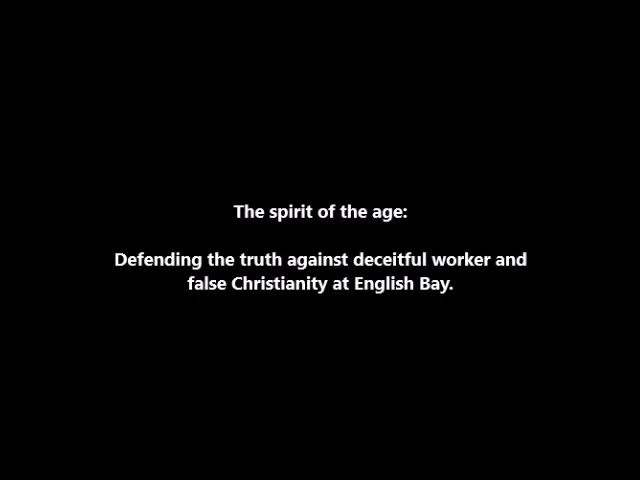 The spirit of the age:
Defending the truth against deceitful worker and
false Christianity at English Bay.